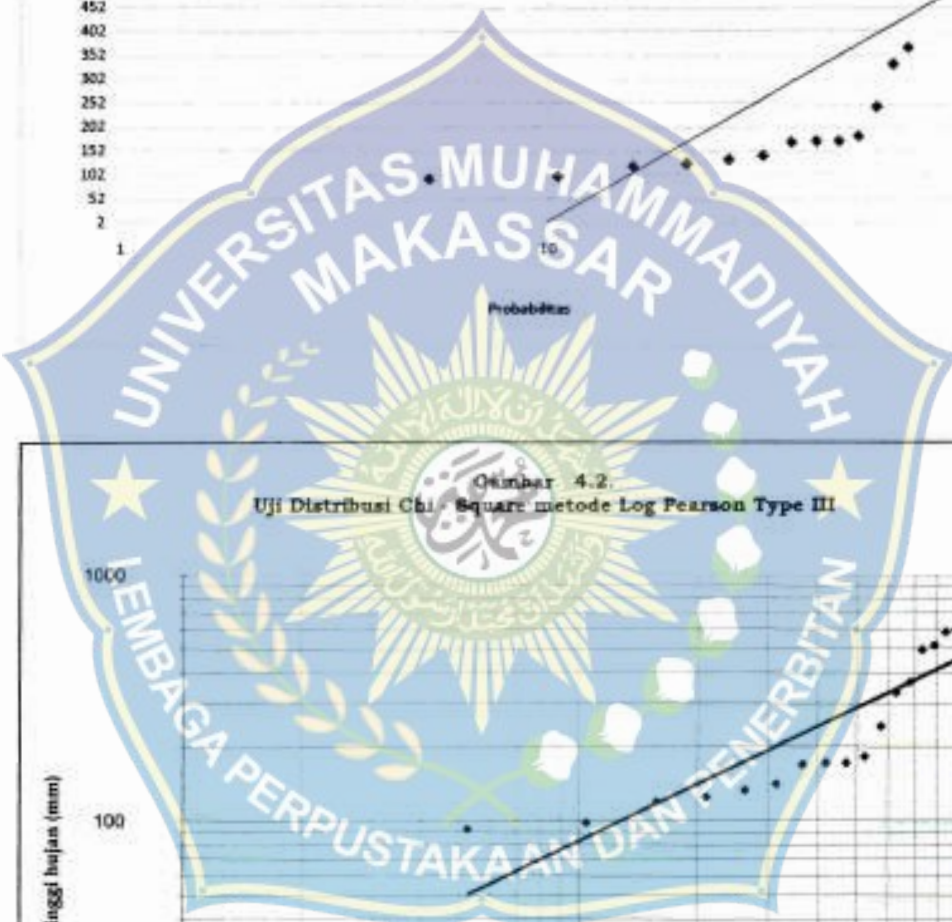 452
402
352
302
252
202
152
102
52
2
1
10
Probabilitas
UNIVERSITAS MUHAMMADIYAH
MAKASSAR
Gambar 4.2.
Uji Distribusi Chi - Square metode Log Pearson Type III
1000
100
nggi hujan (mm)
LEMBAGA PERPUSTAKAAN DAN PENERBITAN